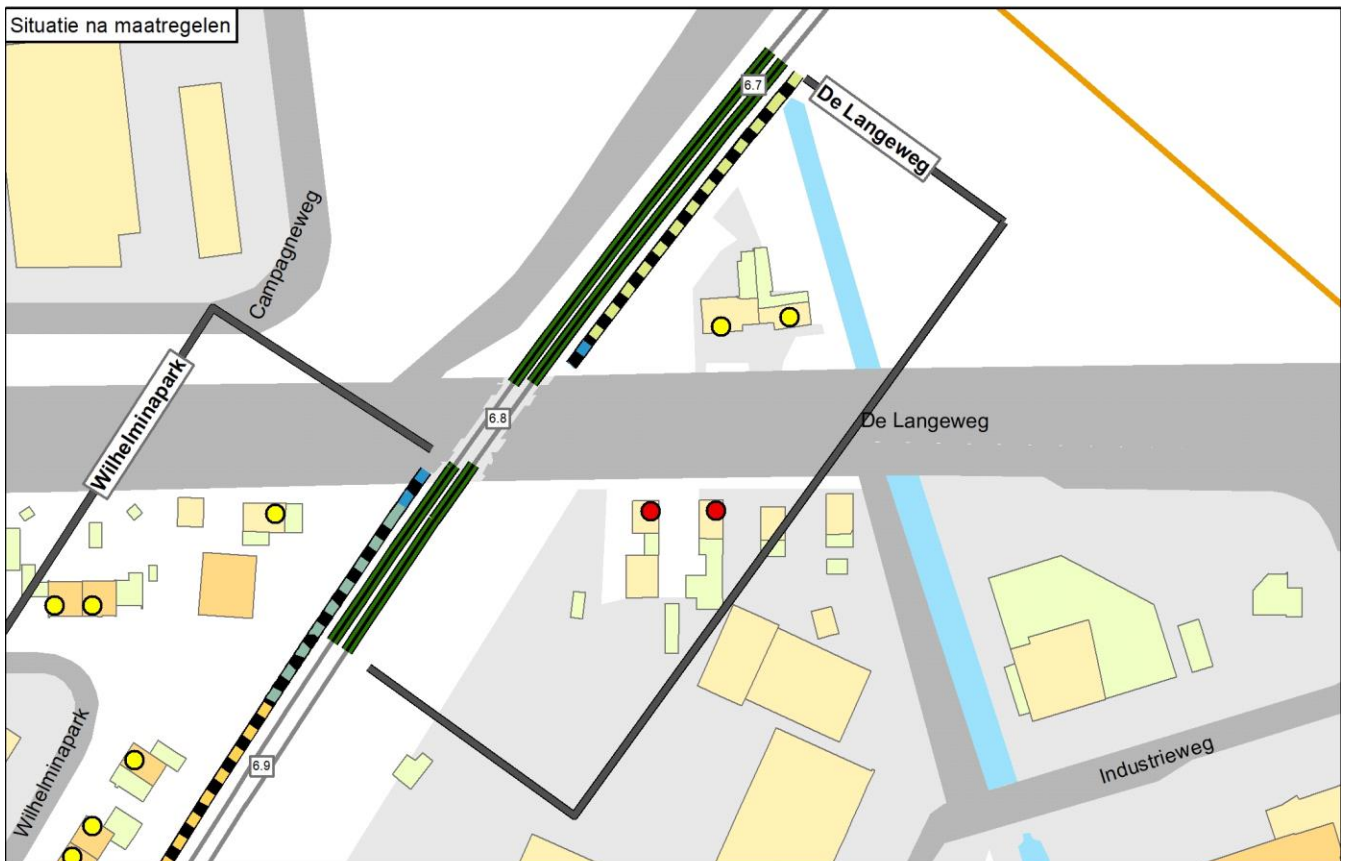 Situatie na maatregelen
6.7
De Langeweg
Campagneweg
Wilhelminapark
6.8
De Langeweg
Wilhelminapark
6.9
Industrieweg